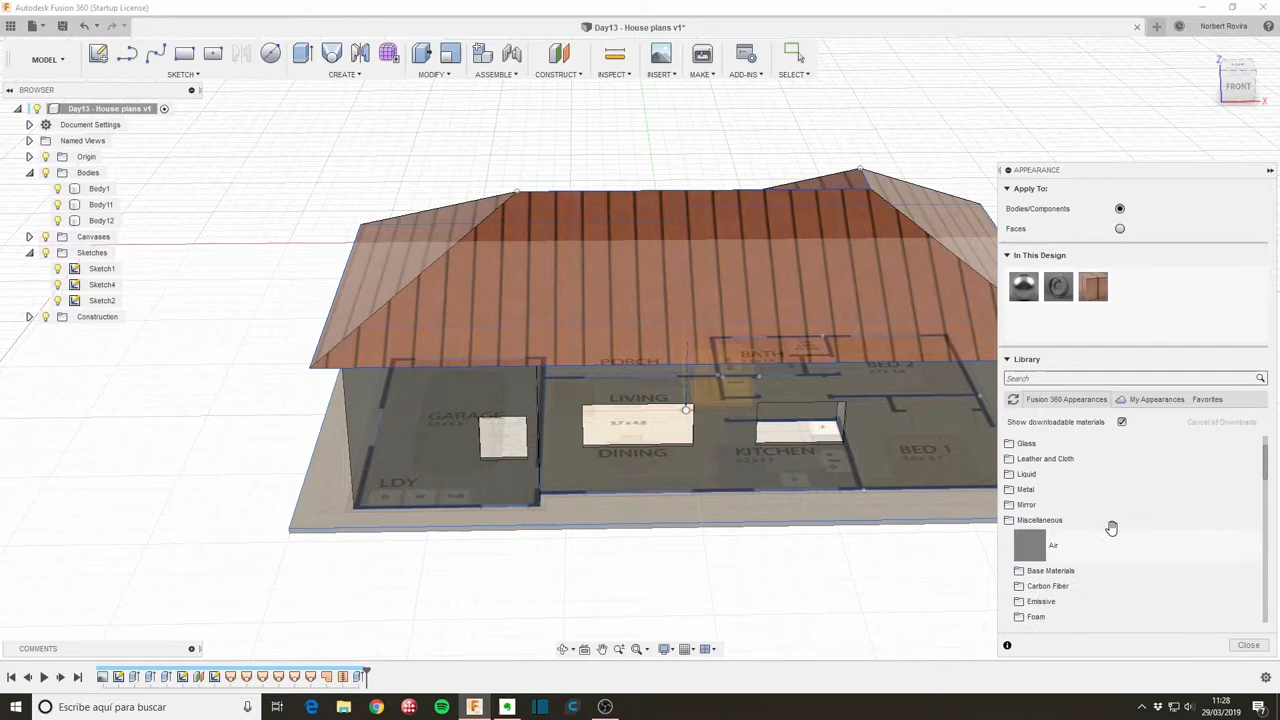 Autodesk Fusion 360 (Startup License)
Day13 - House plans v1*
Norbert Rovira
MODEL
SKETCH
CREATE
MODIFY
ASSEMBLE
CONSTRUCT
INSPECT
INSERT
MAKE
ADD-INS
SELECT
BROWSER
Day13 - House plans v1
Document Settings
Named Views
Origin
Bodies
Body1
Body11
Body12
Canvases
Sketches
Sketch1
Sketch4
Sketch2
Construction
Z
FRONT
X
PORCH
BATH
BED 2
LIVING
GARAGE
DINING
KITCHEN
BED 1
LDY
APPEARANCE
Apply To:
Bodies/Components
Faces
In This Design
Library
Search
Fusion 360 Appearances
My Appearances
Favorites
Show downloadable materials
Cancel all Downloads
Glass
Leather and Cloth
Liquid
Metal
Mirror
Miscellaneous
Air
Base Materials
Carbon Fiber
Emissive
Foam
Close
COMMENTS
Escribe aquí para buscar
11:28
29/03/2019